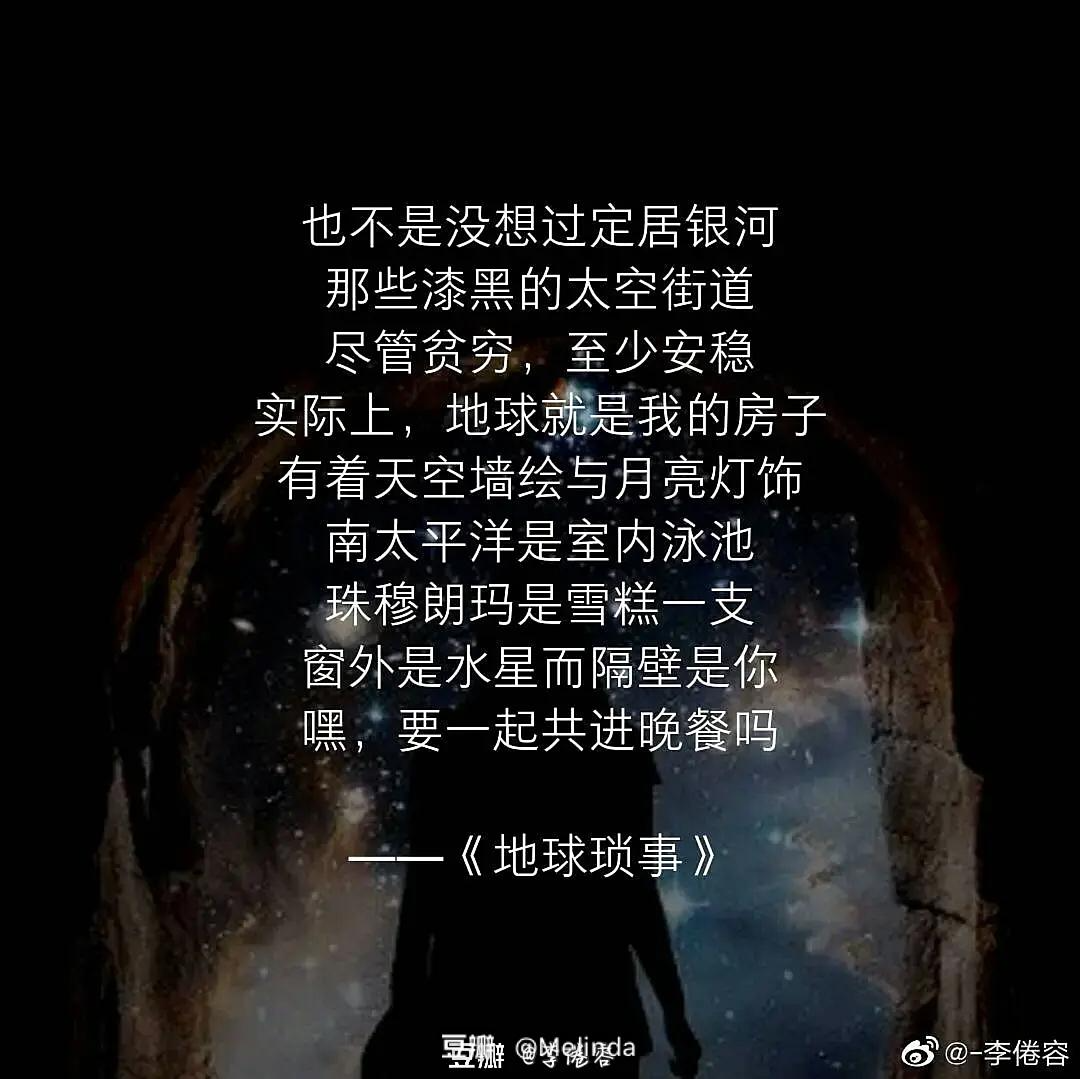 也不是没想过定居银河
那些漆黑的太空街道
尽管贫穷，至少安稳
实际上，地球就是我的房子
有着天空墙绘与月亮灯饰
南太平洋是室内泳池
珠穆朗玛是雪糕一支
窗外是水星而隔壁是你
嘿，要一起共进晚餐吗
——《地球琐事》
豆瓣 @Melinda
@-李倦容